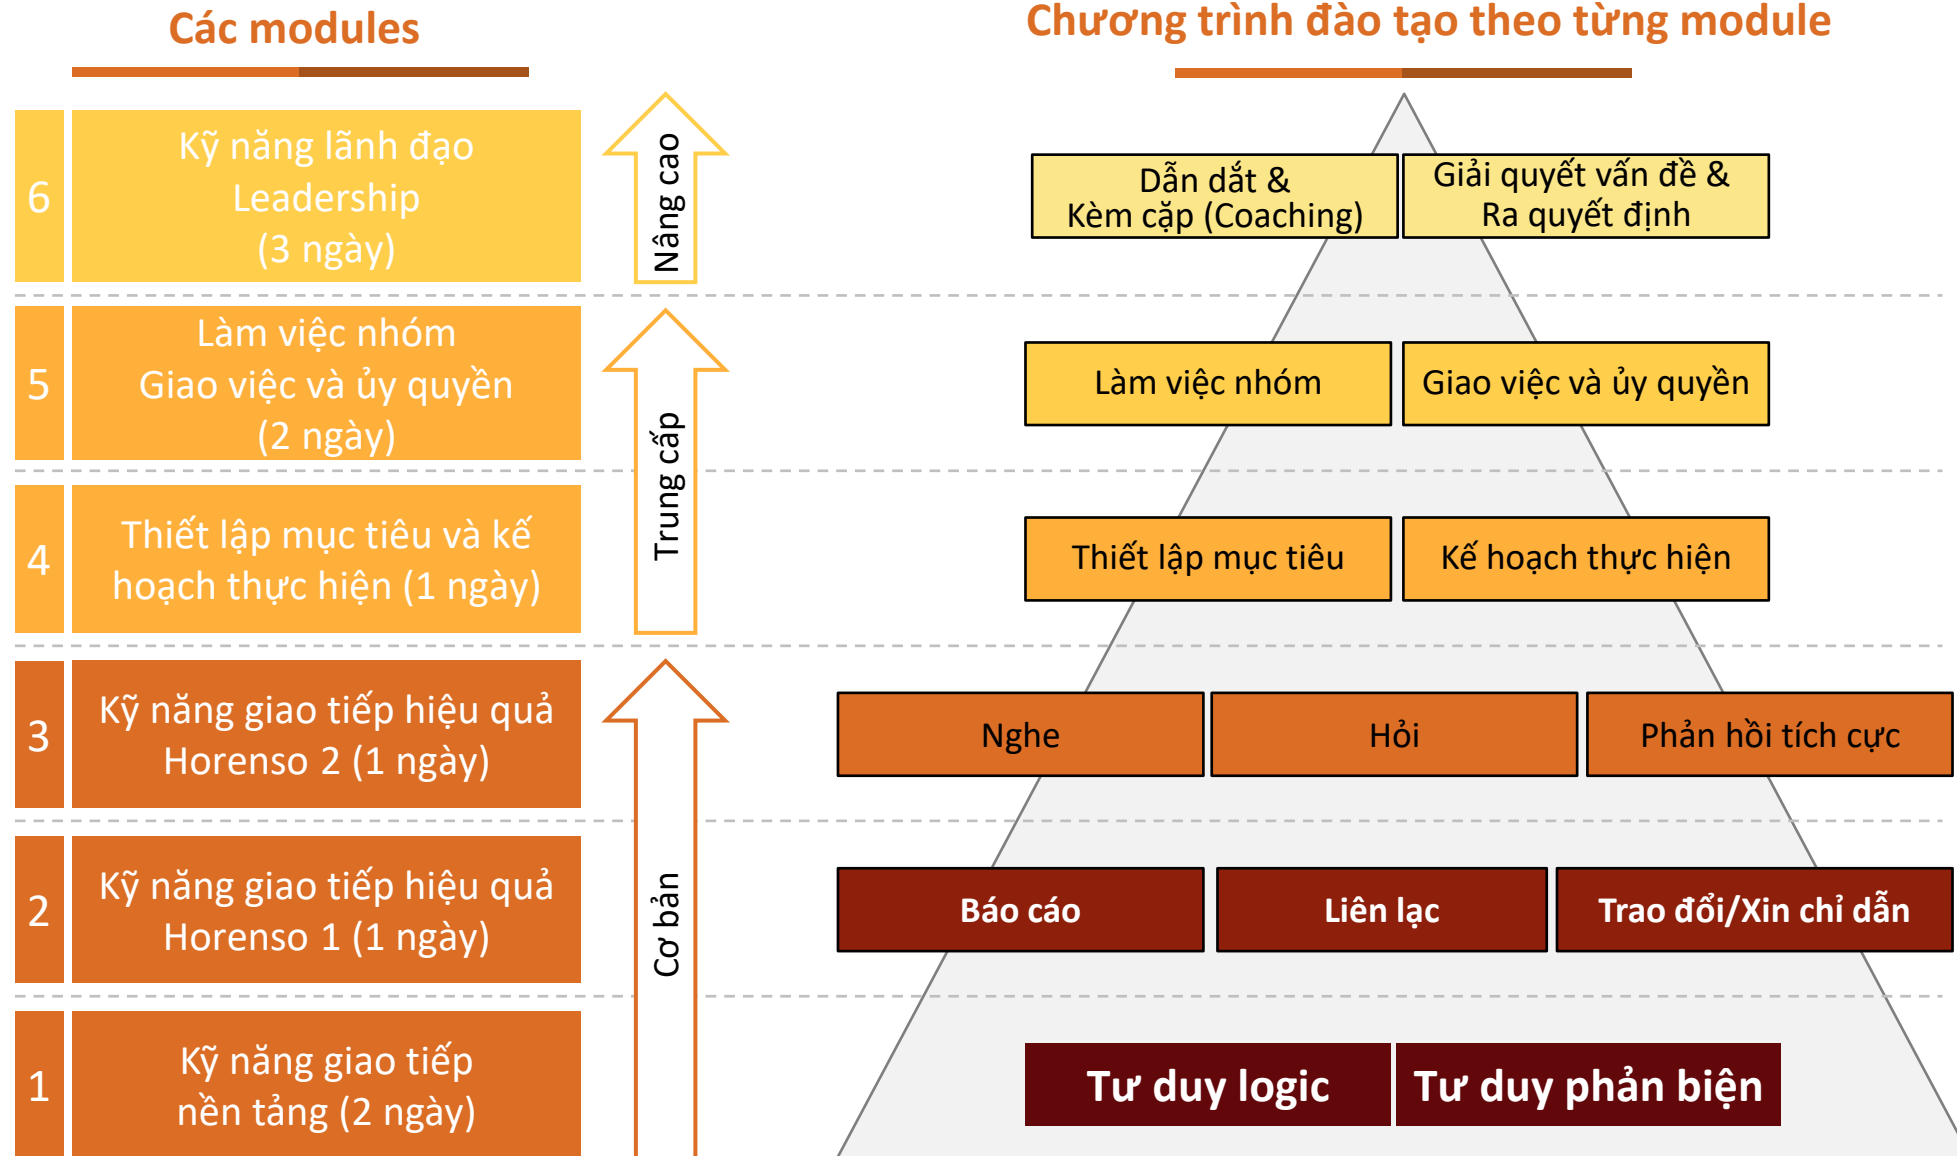 Các modules
Chương trình đào tạo theo từng module
6
Kỹ năng lãnh đạo
Leadership
(3 ngày)
Nâng cao
Dẫn dắt &
Kèm cặp (Coaching)
Giải quyết vấn đề &
Ra quyết định
5
Làm việc nhóm
Giao việc và ủy quyền
(2 ngày)
Trung cấp
Làm việc nhóm
Giao việc và ủy quyền
4
Thiết lập mục tiêu và kế
hoạch thực hiện (1 ngày)
Thiết lập mục tiêu
Kế hoạch thực hiện
3
Kỹ năng giao tiếp hiệu quả
Horenso 2 (1 ngày)
Nghe
Hỏi
Phản hồi tích cực
2
Kỹ năng giao tiếp hiệu quả
Horenso 1 (1 ngày)
Cơ bản
Báo cáo
Liên lạc
Trao đổi/Xin chỉ dẫn
1
Kỹ năng giao tiếp
nền tảng (2 ngày)
Tư duy logic
Tư duy phản biện